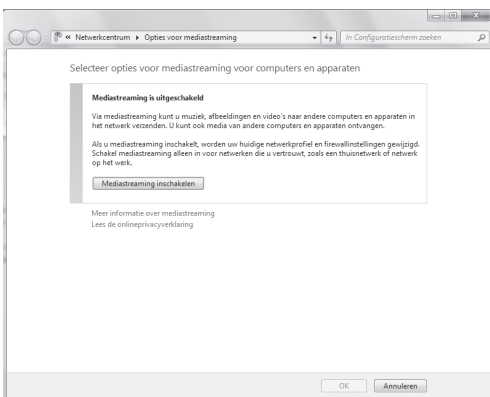 « Netwerkcentrum ▸ Opties voor mediastreaming
In Configuratiescherm zoeken
Selecteer opties voor mediastreaming voor computers en apparaten
Mediastreaming is uitgeschakeld
Via mediastreaming kunt u muziek, afbeeldingen en video's naar andere computers en apparaten in
het netwerk verzenden. U kunt ook media van andere computers en apparaten ontvangen.
Als u mediastreaming inschakelt, worden uw huidige netwerkprofiel en firewallinstellingen gewijzigd.
Schakel mediastreaming alleen in voor netwerken die u vertrouwt, zoals een thuisnetwerk of netwerk
op het werk.
Mediastreaming inschakelen
Meer informatie over mediastreaming
Lees de onlineprivacyverklaring
OK
Annuleren